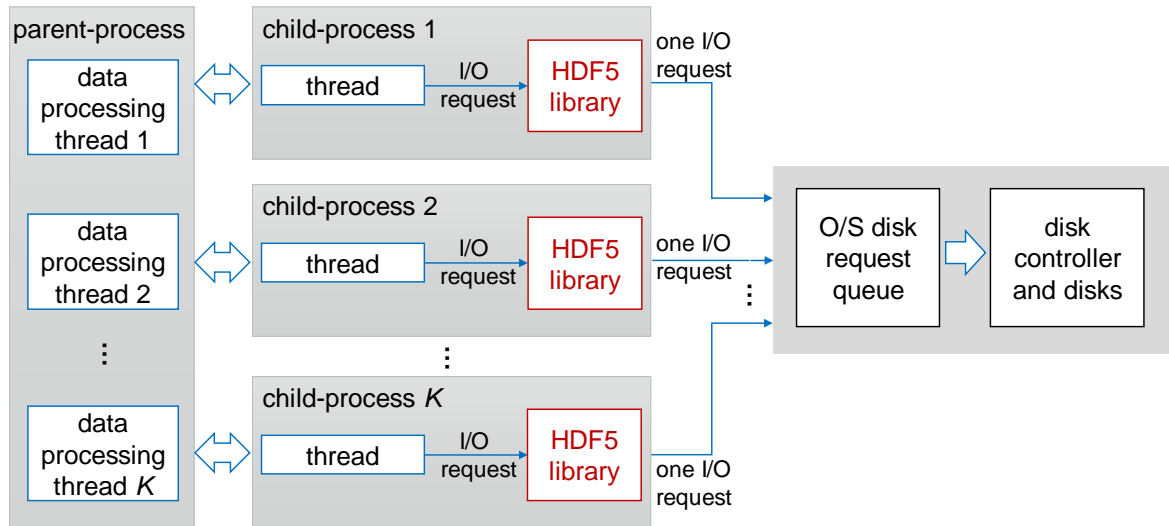 parent-process
data
processing
thread 1
data
processing
thread 2
⋮
data
processing
thread K
child-process 1
thread
I/O
request
HDF5
library
one I/O
request
child-process 2
thread
I/O
request
HDF5
library
one I/O
request
⋮
⋮
child-process K
thread
I/O
request
HDF5
library
one I/O
request
O/S disk
request
queue
disk
controller
and disks